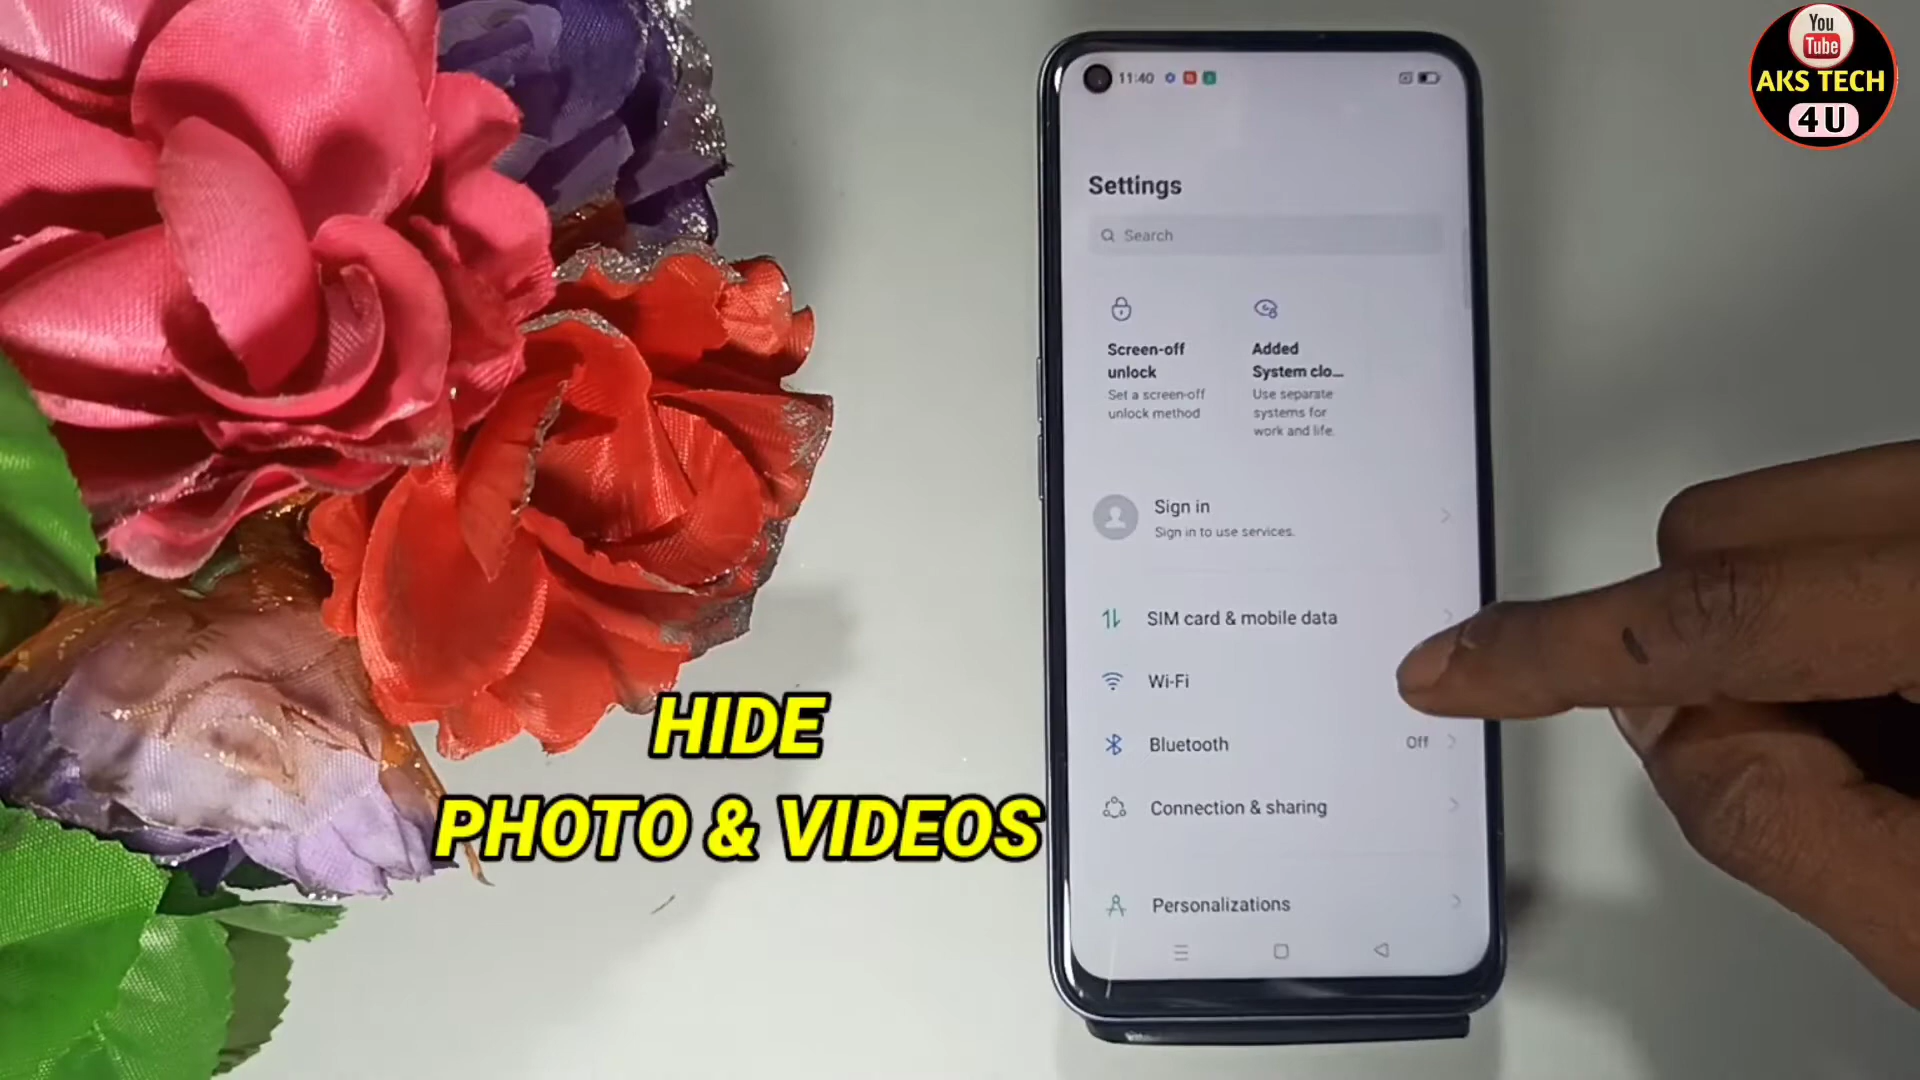 You
Tube
AKS TECH
4U
11:40
Settings
Search
Screen-off
unlock
Set a screen-off
unlock method
Added
System clo...
Use separate
systems for
work and life.
Sign in
Sign in to use services.
SIM card & mobile data
Wi-Fi
Bluetooth
Off
Connection & sharing
Personalizations
HIDE
PHOTO & VIDEOS